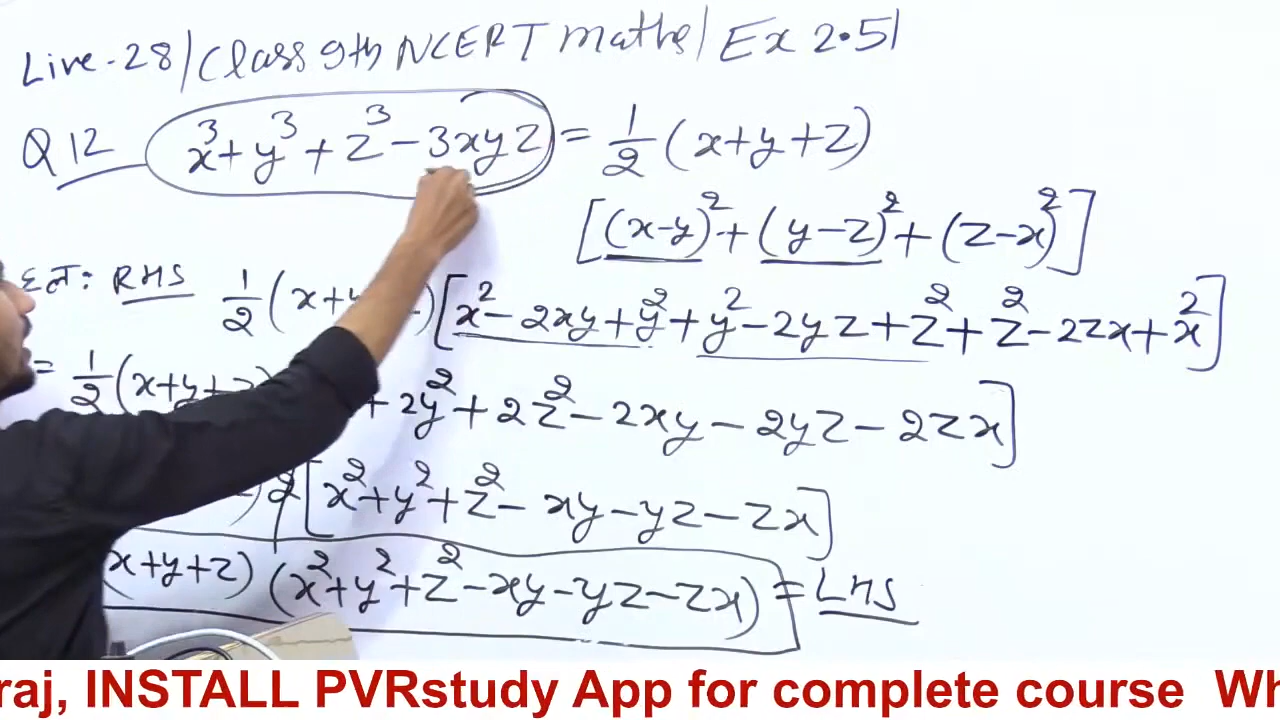 Live-28/Class 9th NCERT maths/Ex 2.5/
Q12 x³+y³+z³-3xyz = 1/2 (x+y+z)
[(x-y)²+(y-z)²+(z-x)²]
हल: RHS 1/2 (x+y [x²-2xy+y²+y²-2yz+z²+z²-2zx+x²]
= 1/2 (x+y+z) + 2y²+2z²-2xy-2yz-2zx]
2[x²+y²+z²-xy-yz-zx]
(x+y+z) (x²+y²+z²-xy-yz-zx) = LHS
raj, INSTALL PVRstudy App for complete course Wh